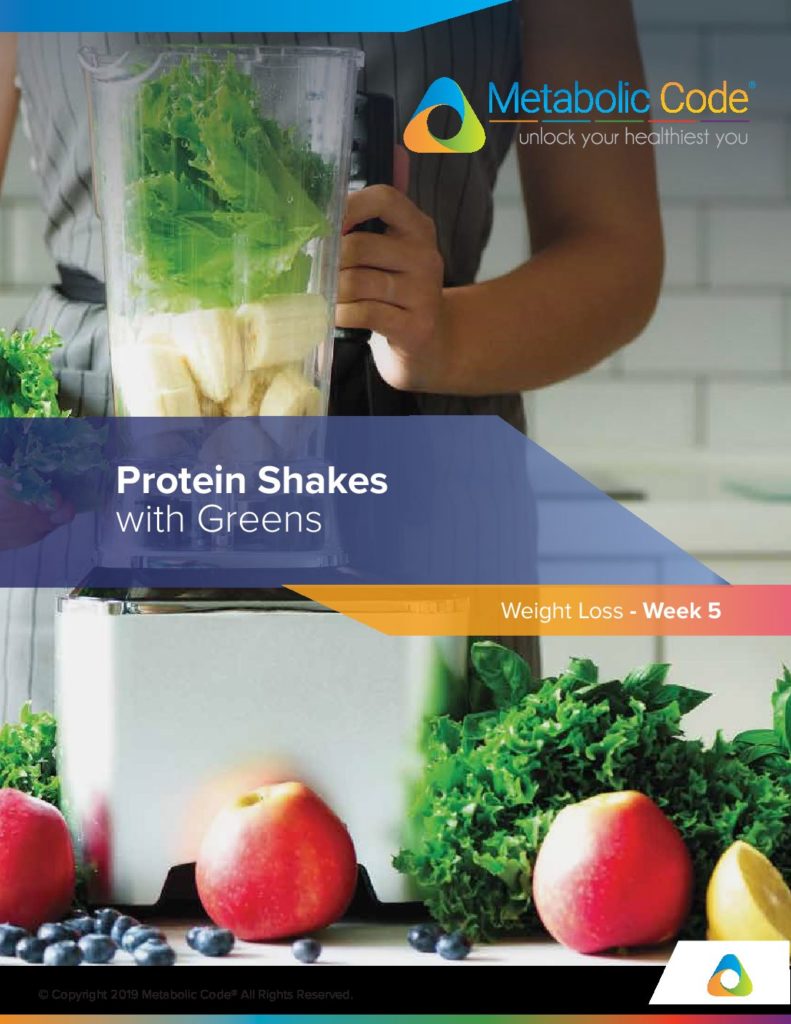 Metabolic Code®
unlock your healthiest you
Protein Shakes
with Greens
Weight Loss - Week 5
© Copyright 2019 Metabolic Code® All Rights Reserved.